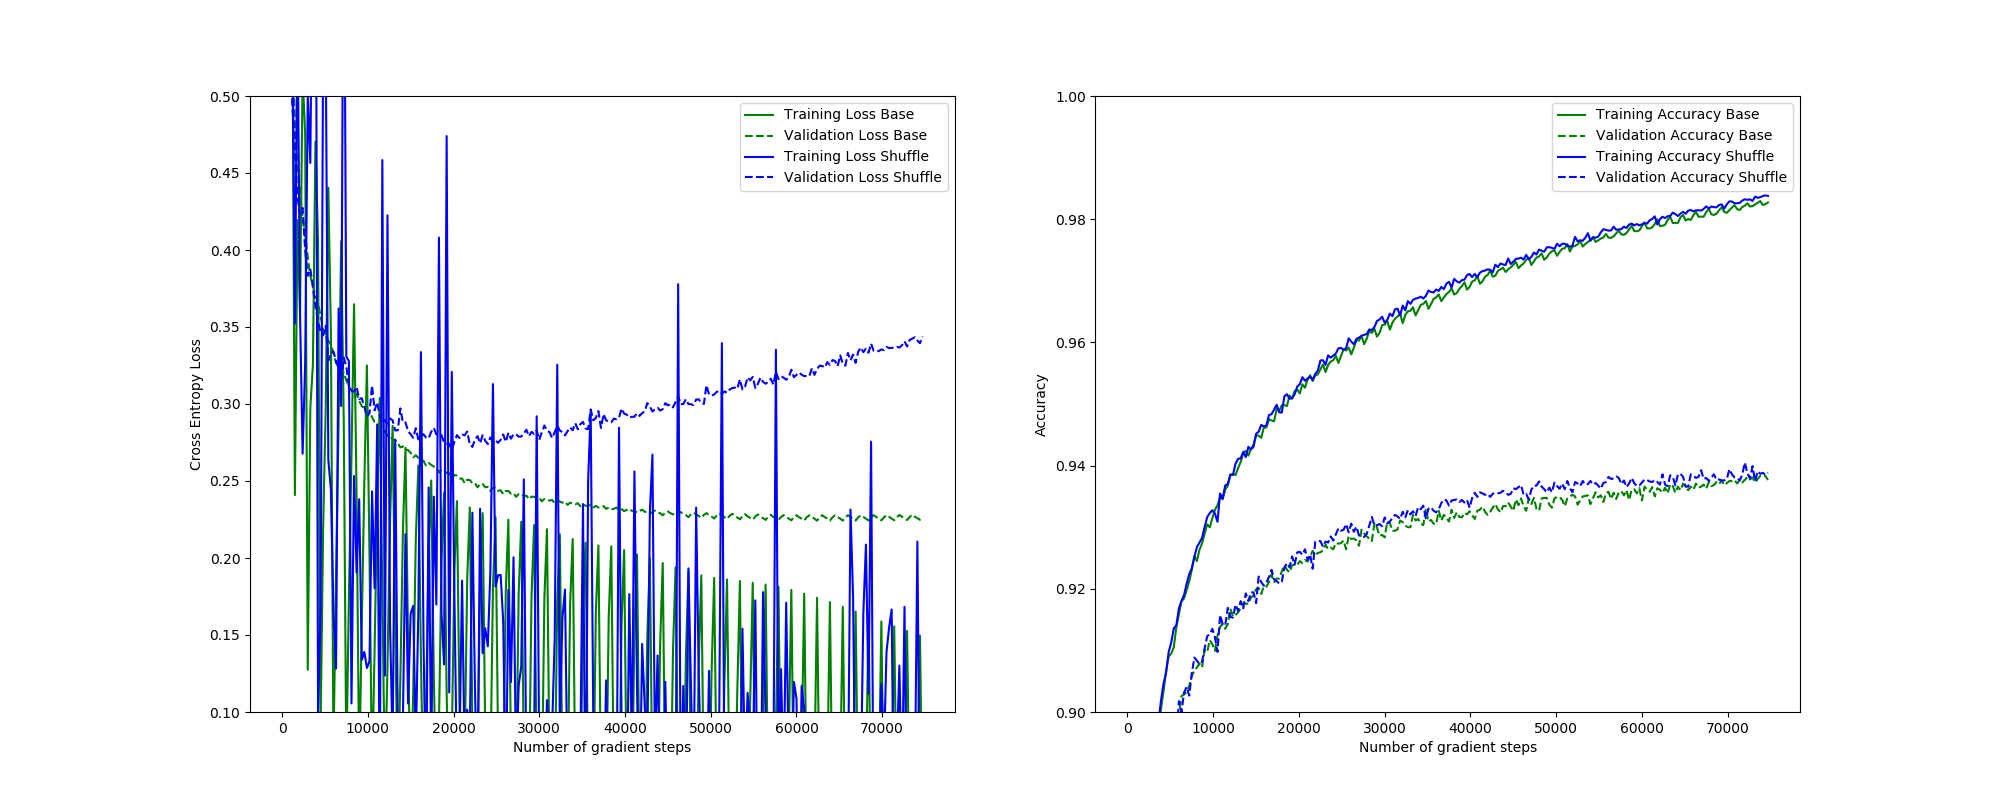 0.50
0.45
0.40
0.35
0.30
0.25
0.20
0.15
0.10
Cross Entropy Loss
0 10000 20000 30000 40000 50000 60000 70000
Number of gradient steps
Training Loss Base
Validation Loss Base
Training Loss Shuffle
Validation Loss Shuffle
1.00
0.98
0.96
0.94
0.92
0.90
Accuracy
0 10000 20000 30000 40000 50000 60000 70000
Number of gradient steps
Training Accuracy Base
Validation Accuracy Base
Training Accuracy Shuffle
Validation Accuracy Shuffle